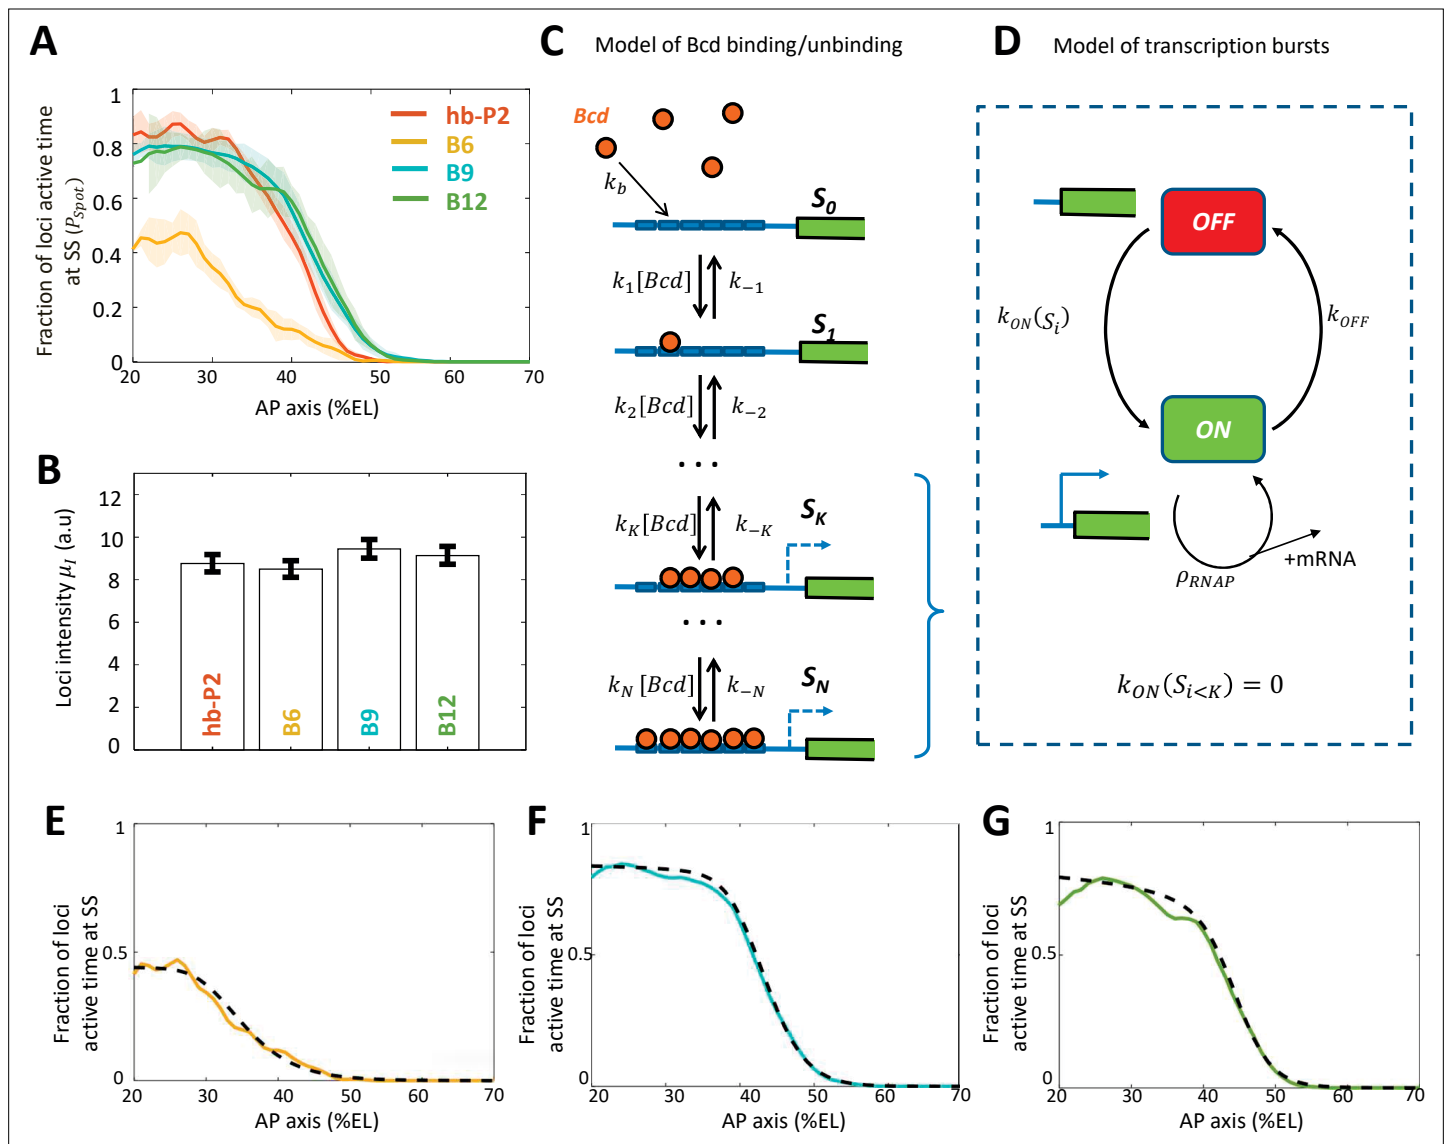 A
Fraction of loci active time
at SS (P_Spot)
1
0.8
0.6
0.4
0.2
0
20
30
40
50
60
70
AP axis (%EL)
hb-P2
B6
B9
B12
B
Loci intensity μ_I (a.u)
12
10
8
6
4
2
0
hb-P2
B6
B9
B12
C
Model of Bcd binding/unbinding
Bcd
k_b
S_0
k_1[Bcd]
k_−1
S_1
k_2[Bcd]
k_−2
. . .
k_K[Bcd]
k_−K
S_K
. . .
k_N [Bcd]
k_−N
S_N
D
Model of transcription bursts
OFF
k_ON(S_i)
k_OFF
ON
ρ_RNAP
+mRNA
k_ON(S_i<K) = 0
E
Fraction of loci
active time at SS
1
0.5
0
20
30
40
50
60
70
AP axis (%EL)
F
Fraction of loci
active time at SS
1
0.5
0
20
30
40
50
60
70
AP axis (%EL)
G
Fraction of loci
active time at SS
1
0.5
0
20
30
40
50
60
70
AP axis (%EL)